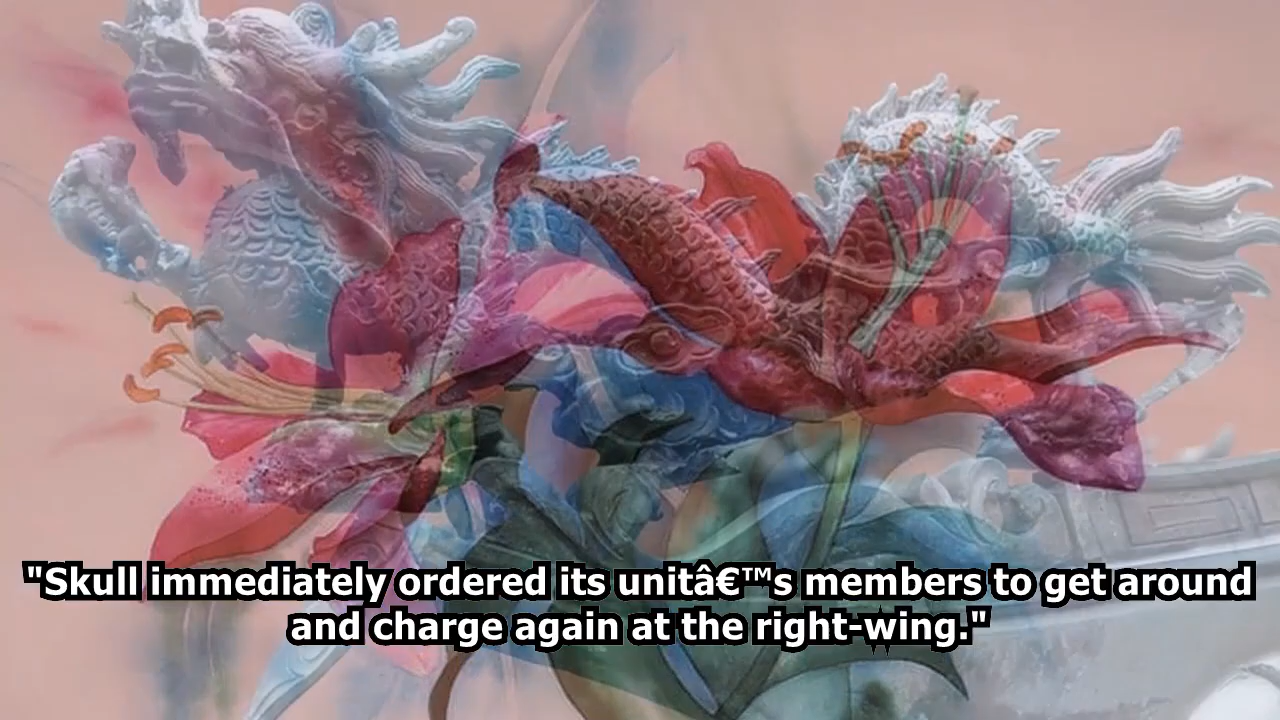 "Skull immediately ordered its unitâ€™s members to get around
and charge again at the right-wing."